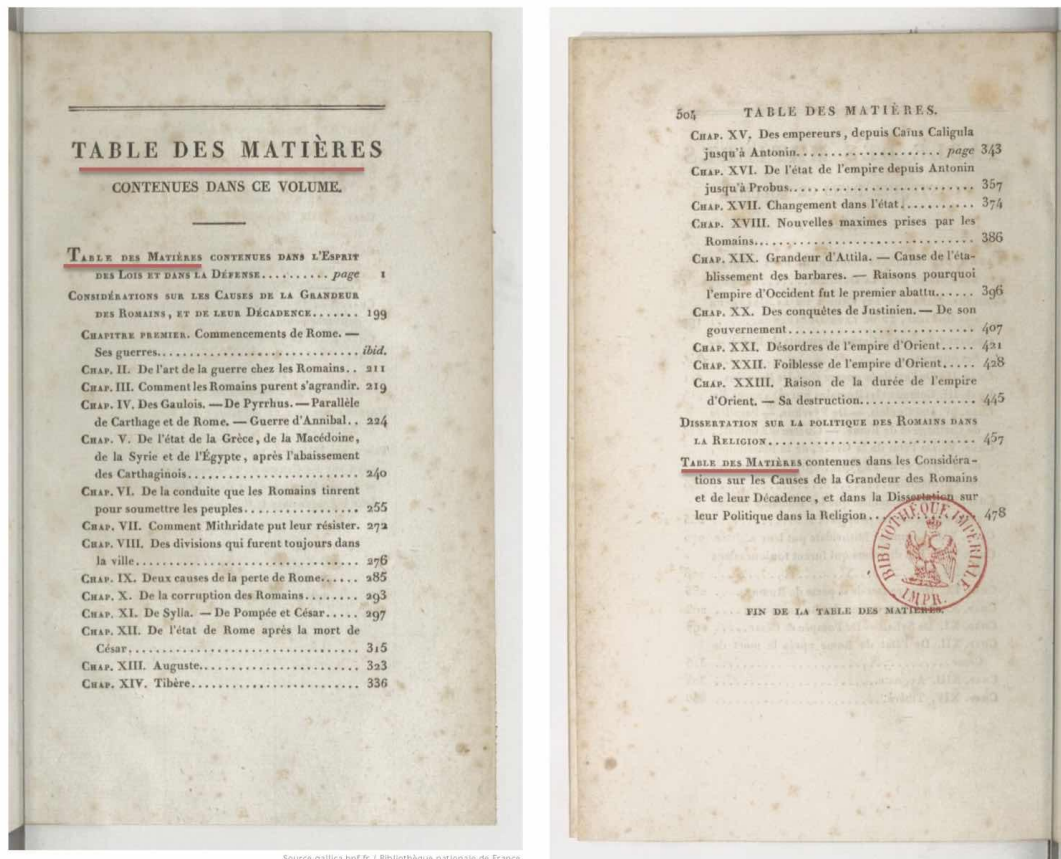 TABLE DES MATIÈRES
CONTENUES DANS CE VOLUME.
TABLE DES MATIÈRES CONTENUES DANS L'ESPRIT
DES LOIS ET DANS LA DÉFENSE.......... page 1
CONSIDÉRATIONS SUR LES CAUSES DE LA GRANDEUR
DES ROMAINS, ET DE LEUR DÉCADENCE....... 199
CHAPITRE PREMIER. Commencements de Rome. —
Ses guerres............................ ibid.
CHAP. II. De l'art de la guerre chez les Romains.. 211
CHAP. III. Comment les Romains purent s'agrandir. 219
CHAP. IV. Des Gaulois. — De Pyrrhus. — Parallèle
de Carthage et de Rome. — Guerre d'Annibal.. 224
CHAP. V. De l'état de la Grèce, de la Macédoine,
de la Syrie et de l'Égypte, après l'abaissement
des Carthaginois........................ 240
CHAP. VI. De la conduite que les Romains tinrent
pour soumettre les peuples................ 255
CHAP. VII. Comment Mithridate put leur résister. 272
CHAP. VIII. Des divisions qui furent toujours dans
la ville................................. 276
CHAP. IX. Deux causes de la perte de Rome...... 285
CHAP. X. De la corruption des Romains........ 293
CHAP. XI. De Sylla. — De Pompée et César..... 297
CHAP. XII. De l'état de Rome après la mort de
César.................................. 315
CHAP. XIII. Auguste........................ 323
CHAP. XIV. Tibère......................... 336
Source gallica.bnf.fr / Bibliothèque nationale de France
504 TABLE DES MATIÈRES.
CHAP. XV. Des empereurs, depuis Caïus Caligula
jusqu'à Antonin..................... page 343
CHAP. XVI. De l'état de l'empire depuis Antonin
jusqu'à Probus.......................... 357
CHAP. XVII. Changement dans l'état........... 374
CHAP. XVIII. Nouvelles maximes prises par les
Romains................................ 386
CHAP. XIX. Grandeur d'Attila. — Cause de l'éta-
blissement des barbares. — Raisons pourquoi
l'empire d'Occident fut le premier abattu...... 396
CHAP. XX. Des conquêtes de Justinien. — De son
gouvernement........................... 407
CHAP. XXI. Désordres de l'empire d'Orient..... 421
CHAP. XXII. Foiblesse de l'empire d'Orient..... 428
CHAP. XXIII. Raison de la durée de l'empire
d'Orient. — Sa destruction................ 445
DISSERTATION SUR LA POLITIQUE DES ROMAINS DANS
LA RELIGION............................. 457
TABLE DES MATIÈRES contenues dans les Considéra-
tions sur les Causes de la Grandeur des Romains
et de leur Décadence, et dans la Dissertation sur
leur Politique dans la Religion............... 478
BIBLIOTHÈQUE IMPÉRIALE
IMPR.
FIN DE LA TABLE DES MATIÈRES.